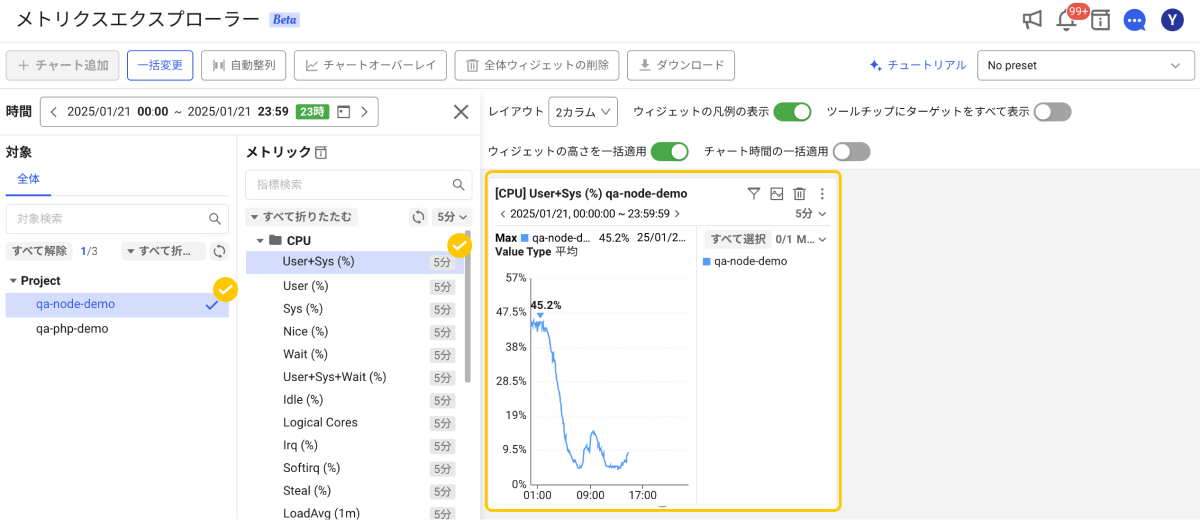 メトリクスエクスプローラー Beta
99+
Y
+ チャート追加 一括変更 自動整列 チャートオーバーレイ 全体ウィジェットの削除 ダウンロード チュートリアル No preset
時間 2025/01/21 00:00 ~ 2025/01/21 23:59 23時
レイアウト 2カラム ウィジェットの凡例の表示 ツールチップにターゲットをすべて表示
ウィジェットの高さを一括適用 チャート時間の一括適用
対象
全体
対象検索
すべて解除 1/3 すべて折...
Project
qa-node-demo
qa-php-demo
メトリック
指標検索
すべて折りたたむ 5分
CPU
User+Sys (%) 5分
User (%) 5分
Sys (%) 5分
Nice (%) 5分
Wait (%) 5分
User+Sys+Wait (%) 5分
Idle (%) 5分
Logical Cores 5分
Irq (%) 5分
Softirq (%) 5分
Steal (%) 5分
LoadAvg (1m) 5分
[CPU] User+Sys (%) qa-node-demo
2025/01/21, 00:00:00 ~ 23:59:59 5分
Max qa-node-d... 45.2% 25/01/2...
Value Type 平均
すべて選択 0/1 M...
qa-node-demo
57%
47.5%
45.2%
38%
28.5%
19%
9.5%
0%
01:00 09:00 17:00